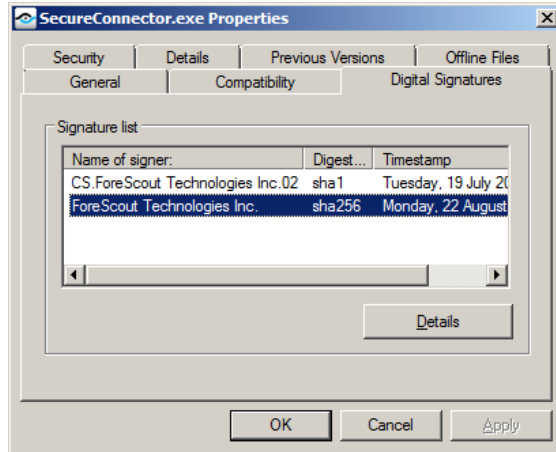 SecureConnector.exe Properties
Security Details Previous Versions Offline Files
General Compatibility Digital Signatures
Signature list
Name of signer: Digest... Timestamp
CS.ForeScout Technologies Inc.02 sha1 Tuesday, 19 July 20
ForeScout Technologies Inc. sha256 Monday, 22 August
Details
OK Cancel Apply